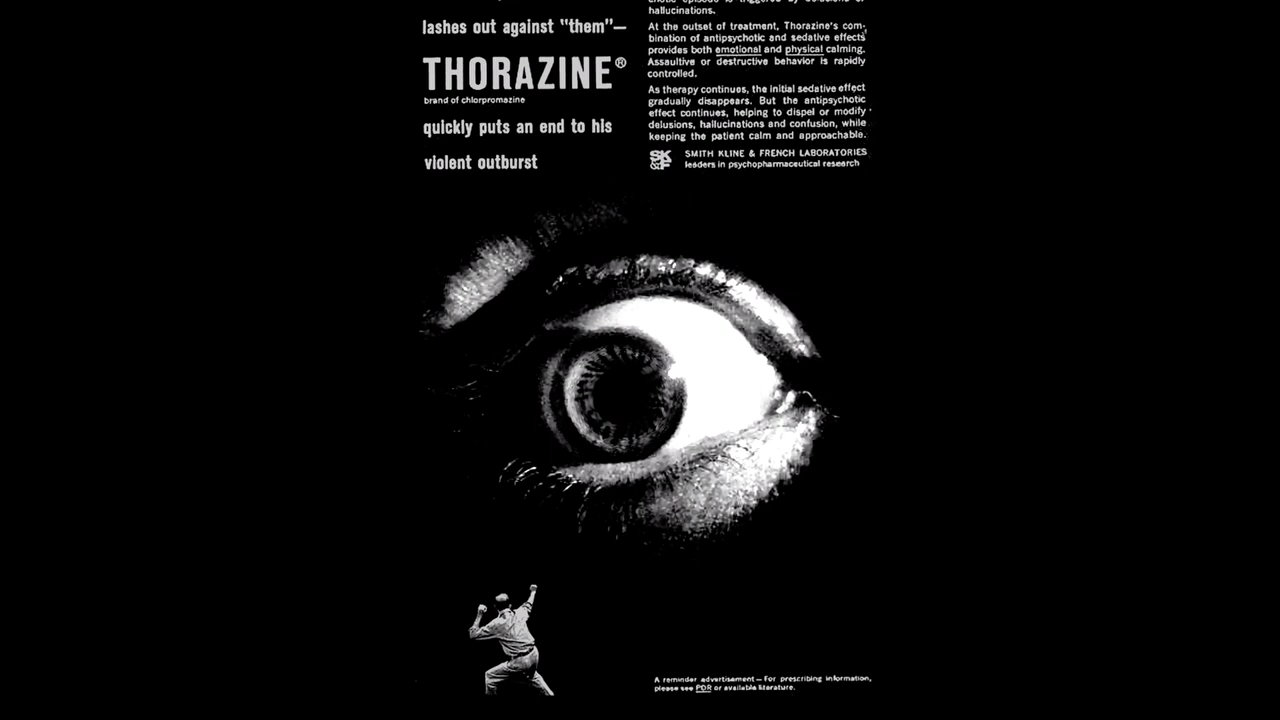 lashes out against "them"—
THORAZINE®
brand of chlorpromazine
quickly puts an end to his
violent outburst
hallucinations.
At the outset of treatment, Thorazine's com-
bination of antipsychotic and sedative effects
provides both emotional and physical calming.
Assaultive or destructive behavior is rapidly
controlled.
As therapy continues, the initial sedative effect
gradually disappears. But the antipsychotic
effect continues, helping to dispel or modify
delusions, hallucinations and confusion, while
keeping the patient calm and approachable.
SK&F
SMITH KLINE & FRENCH LABORATORIES
leaders in psychopharmaceutical research
A reminder advertisement—For prescribing information,
please see PDR or available literature.